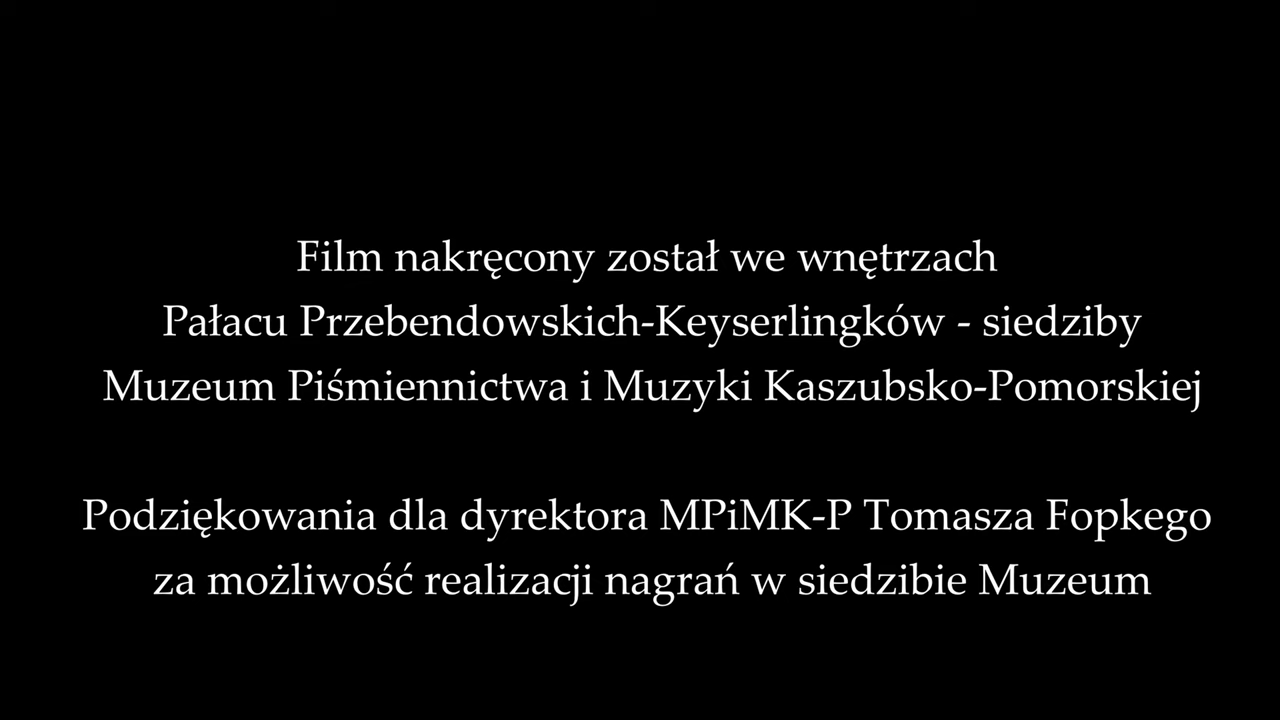 Film nakręcony został we wnętrzach
Pałacu Przebendowskich-Keyserlingków - siedziby
Muzeum Piśmiennictwa i Muzyki Kaszubsko-Pomorskiej
Podziękowania dla dyrektora MPiMK-P Tomasza Fopkego
za możliwość realizacji nagrań w siedzibie Muzeum